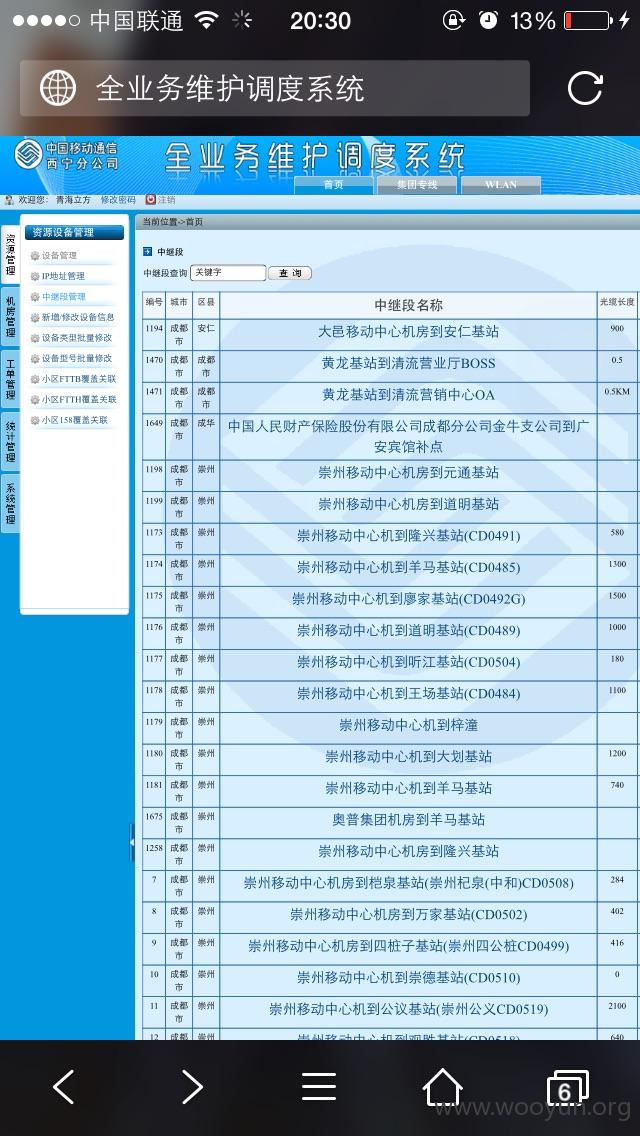 中国联通 20:30 13%
全业务维护调度系统
中国移动通信
西宁分公司
全业务维护调度系统
首页 集团专线 WLAN
欢迎您： 青海立方 修改密码 注销
资源管理
机房管理
工单管理
统计管理
系统管理
资源设备管理
设备管理
IP地址管理
中继段管理
新增/修改设备信息
设备类型批量修改
设备型号批量修改
小区FTTB覆盖关联
小区FTTH覆盖关联
小区158覆盖关联
当前位置->首页
中继段
中继段查询 关键字 查 询
编号 城市 区县 中继段名称 光缆长度
1194 成都市 安仁 大邑移动中心机房到安仁基站 900
1470 成都市 成都市 黄龙基站到清流营业厅BOSS 0.5
1471 成都市 成都市 黄龙基站到清流营销中心OA 0.5KM
1649 成都市 成华 中国人民财产保险股份有限公司成都分公司金牛支公司到广
安宾馆补点
1198 成都市 崇州 崇州移动中心机房到元通基站
1199 成都市 崇州 崇州移动中心机房到道明基站
1173 成都市 崇州 崇州移动中心机到隆兴基站(CD0491) 580
1174 成都市 崇州 崇州移动中心机到羊马基站(CD0485) 1300
1175 成都市 崇州 崇州移动中心机到廖家基站(CD0492G) 1500
1176 成都市 崇州 崇州移动中心机到道明基站(CD0489) 1000
1177 成都市 崇州 崇州移动中心机到听江基站(CD0504) 180
1178 成都市 崇州 崇州移动中心机到王场基站(CD0484) 1100
1179 成都市 崇州 崇州移动中心机到梓潼
1180 成都市 崇州 崇州移动中心机到大划基站 1200
1181 成都市 崇州 崇州移动中心机到羊马基站 740
1675 成都市 崇州 奥普集团机房到羊马基站
1258 成都市 崇州 崇州移动中心机房到隆兴基站
7 成都市 崇州 崇州移动中心机房到桤泉基站(崇州杞泉(中和)CD0508) 284
8 成都市 崇州 崇州移动中心机房到万家基站(CD0502) 402
9 成都市 崇州 崇州移动中心机房到四桩子基站(崇州四公桩CD0499) 416
10 成都市 崇州 崇州移动中心机房到崇德基站(CD0510) 0
11 成都市 崇州 崇州移动中心机到公议基站(崇州公义CD0519) 2100
12 成都 崇州 崇州移动中心机到观胜基站(CD0518) 640
6
www.wooyun.org